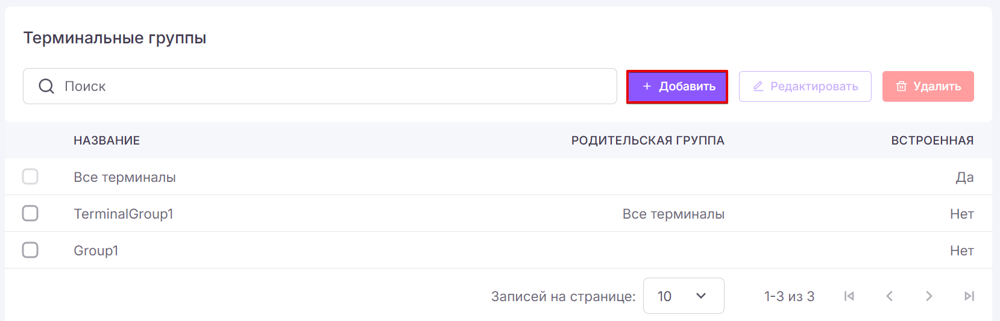 Терминальные группы
Поиск
Добавить
Редактировать
Удалить
НАЗВАНИЕ РОДИТЕЛЬСКАЯ ГРУППА ВСТРОЕННАЯ
Все терминалы Да
TerminalGroup1 Все терминалы Нет
Group1 Нет
Записей на странице: 10 1-3 из 3